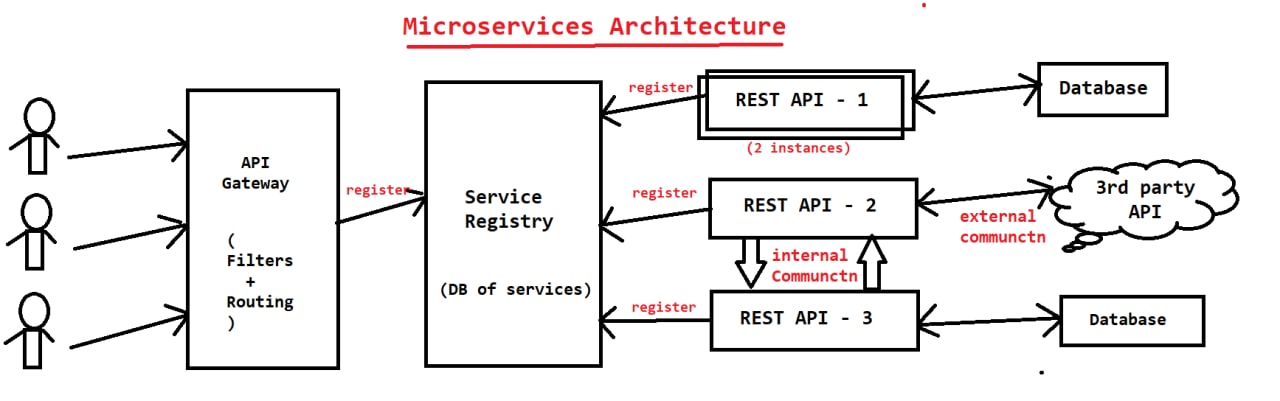 Microservices Architecture
API
Gateway
(
Filters
+
Routing
)
register
Service
Registry
(DB of services)
register
REST API - 1
(2 instances)
Database
register
REST API - 2
external
communctn
3rd party
API
internal
Communctn
register
REST API - 3
Database